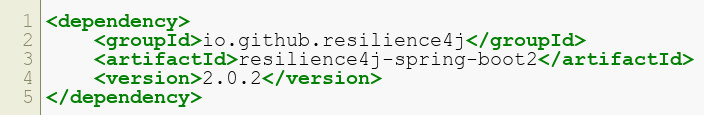 1 <dependency>
2     <groupId>io.github.resilience4j</groupId>
3     <artifactId>resilience4j-spring-boot2</artifactId>
4     <version>2.0.2</version>
5 </dependency>